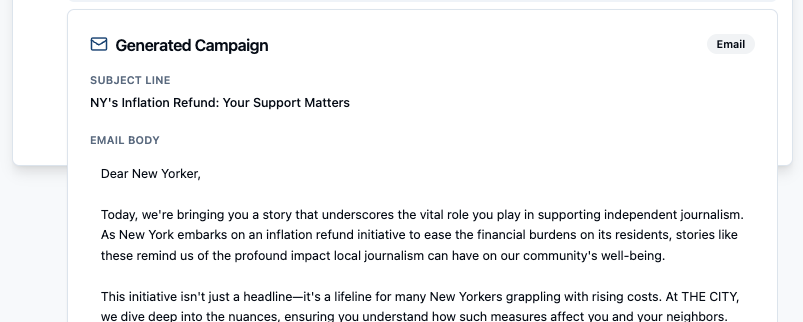 Generated Campaign
Email
SUBJECT LINE
NY's Inflation Refund: Your Support Matters
EMAIL BODY
Dear New Yorker,
Today, we're bringing you a story that underscores the vital role you play in supporting independent journalism.
As New York embarks on an inflation refund initiative to ease the financial burdens on its residents, stories like
these remind us of the profound impact local journalism can have on our community's well-being.
This initiative isn't just a headline—it's a lifeline for many New Yorkers grappling with rising costs. At THE CITY,
we dive deep into the nuances, ensuring you understand how such measures affect you and your neighbors.